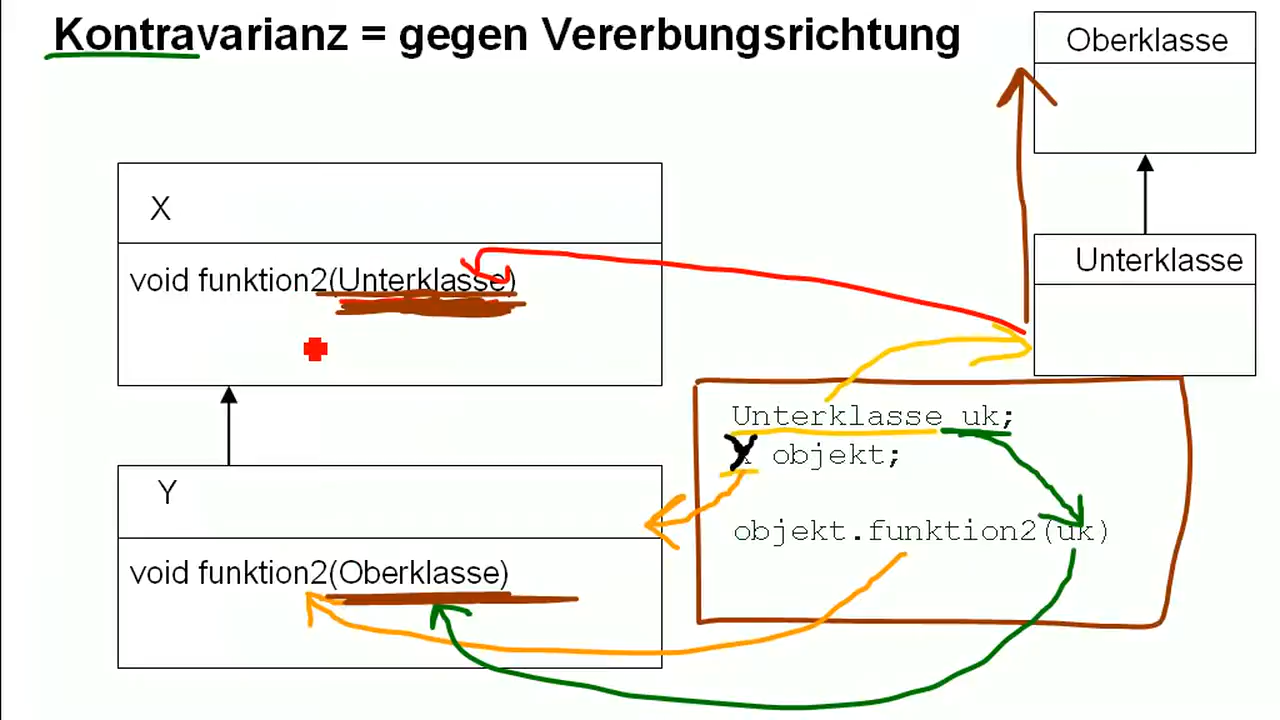 Kontravarianz = gegen Vererbungsrichtung
Oberklasse
X
void funktion2(Unterklasse)
Unterklasse
Unterklasse uk;
Y objekt;
objekt.funktion2(uk)
Y
void funktion2(Oberklasse)